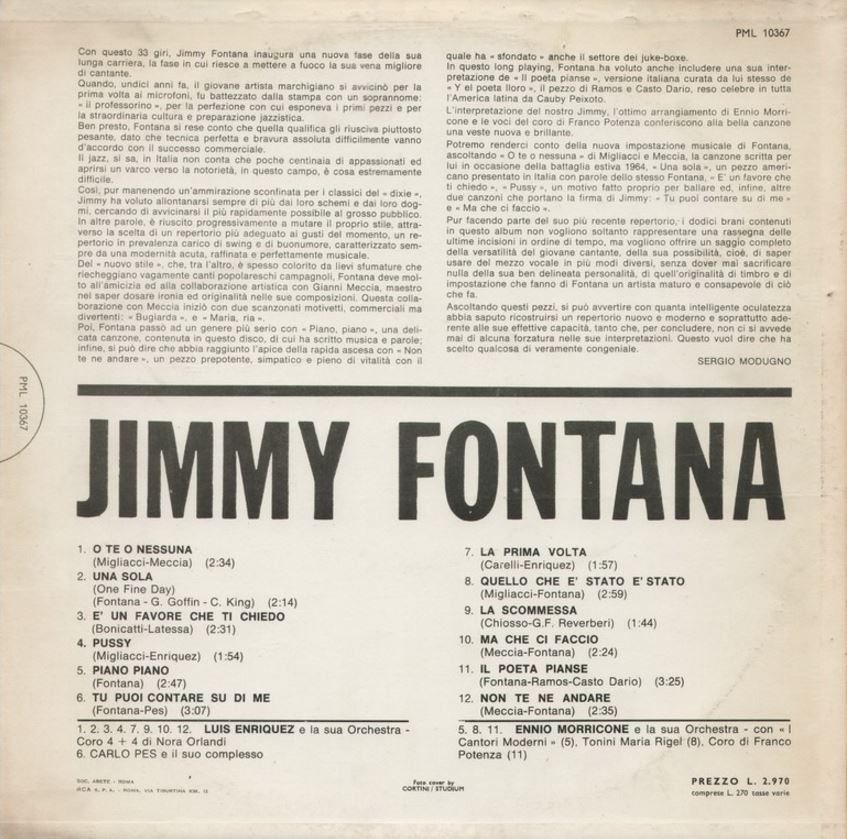 PML 10367
Con questo 33 giri, Jimmy Fontana inaugura una nuova fase della sua
lunga carriera, la fase in cui riesce a mettere a fuoco la sua vena migliore
di cantante.
Quando, undici anni fa, il giovane artista marchigiano si avvicinò per la
prima volta ai microfoni, fu battezzato dalla stampa con un soprannome:
« il professorino », per la perfezione con cui esponeva i primi pezzi e per
la straordinaria cultura e preparazione jazzistica.
Ben presto, Fontana si rese conto che quella qualifica gli riusciva piuttosto
pesante, dato che tecnica perfetta e bravura assoluta difficilmente vanno
d'accordo con il successo commerciale.
Il jazz, si sa, in Italia non conta che poche centinaia di appassionati ed
aprirsi un varco verso la notorietà, in questo campo, è cosa estremamente
difficile.
Così, pur manenendo un'ammirazione sconfinata per i classici del « dixie »,
Jimmy ha voluto allontanarsi sempre di più dai loro schemi e dai loro dog-
mi, cercando di avvicinarsi il più rapidamente possibile al grosso pubblico.
In altre parole, è riuscito progressivamente a mutare il proprio stile, attra-
verso la scelta di un repertorio più adeguato ai gusti del momento, un re-
pertorio in prevalenza carico di swing e di buonumore, caratterizzato sem-
pre da una modernità acuta, raffinata e perfettamente musicale.
Del « nuovo stile », che, tra l'altro, è spesso colorito da lievi sfumature che
riecheggiano vagamente canti popolareschi campagnoli, Fontana deve mol-
to all'amicizia ed alla collaborazione artistica con Gianni Meccia, maestro
nel saper dosare ironia ed originalità nelle sue composizioni. Questa colla-
borazione con Meccia iniziò con due scanzonati motivetti, commerciali ma
divertenti: « Bugiarda », e « Maria, ria ».
Poi, Fontana passò ad un genere più serio con « Piano, piano », una deli-
cata canzone, contenuta in questo disco, di cui ha scritto musica e parole;
infine, si può dire che abbia raggiunto l'apice della rapida ascesa con « Non
te ne andare », un pezzo prepotente, simpatico e pieno di vitalità con il
quale ha « sfondato » anche il settore dei juke-boxe.
In questo long playing, Fontana ha voluto anche includere una sua inter-
pretazione de « Il poeta pianse », versione italiana curata da lui stesso de
« Y el poeta lloro », il pezzo di Ramos e Casto Dario, reso celebre in tutta
l'America latina da Cauby Peixoto.
L'interpretazione del nostro Jimmy, l'ottimo arrangiamento di Ennio Morri-
cone e le voci del coro di Franco Potenza conferiscono alla bella canzone
una veste nuova e brillante.
Potremo renderci conto della nuova impostazione musicale di Fontana,
ascoltando « O te o nessuna » di Migliacci e Meccia, la canzone scritta per
lui in occasione della battaglia estiva 1964, « Una sola », un pezzo ameri-
cano presentato in Italia con parole dello stesso Fontana, « E' un favore che
ti chiedo », « Pussy », un motivo fatto proprio per ballare ed, infine, altre
due canzoni che portano la firma di Jimmy: « Tu puoi contare su di me »
e « Ma che ci faccio ».
Pur facendo parte del suo più recente repertorio, i dodici brani contenuti
in questo album non vogliono soltanto rappresentare una rassegna delle
ultime incisioni in ordine di tempo, ma vogliono offrire un saggio completo
della versatilità del giovane cantante, della sua possibilità, cioè, di saper
usare del mezzo vocale in più modi diversi, senza dover mai sacrificare
nulla della sua ben delineata personalità, di quell'originalità di timbro e di
impostazione che fanno di Fontana un artista maturo e consapevole di ciò
che fa.
Ascoltando questi pezzi, si può avvertire con quanta intelligente oculatezza
abbia saputo ricostruirsi un repertorio nuovo e moderno e soprattutto ade-
rente alle sue effettive capacità, tanto che, per concludere, non ci si avvede
mai di alcuna forzatura nelle sue interpretazioni. Questo vuol dire che ha
scelto qualcosa di veramente congeniale.
SERGIO MODUGNO
PML 10367
JIMMY FONTANA
1. O TE O NESSUNA
(Migliacci-Meccia) (2:34)
2. UNA SOLA
(One Fine Day)
(Fontana - G. Goffin - C. King) (2:14)
3. E' UN FAVORE CHE TI CHIEDO
(Bonicatti-Latessa) (2:31)
4. PUSSY
(Migliacci-Enriquez) (1:54)
5. PIANO PIANO
(Fontana) (2:47)
6. TU PUOI CONTARE SU DI ME
(Fontana-Pes) (3:07)
7. LA PRIMA VOLTA
(Carelli-Enriquez) (1:57)
8. QUELLO CHE E' STATO E' STATO
(Migliacci-Fontana) (2:59)
9. LA SCOMMESSA
(Chiosso-G.F. Reverberi) (1:44)
10. MA CHE CI FACCIO
(Meccia-Fontana) (2:24)
11. IL POETA PIANSE
(Fontana-Ramos-Casto Dario) (3:25)
12. NON TE NE ANDARE
(Meccia-Fontana) (2:35)
1. 2. 3. 4. 7. 9. 10. 12. LUIS ENRIQUEZ e la sua Orchestra -
Coro 4 + 4 di Nora Orlandi
6. CARLO PES e il suo complesso
5. 8. 11. ENNIO MORRICONE e la sua Orchestra - con « I
Cantori Moderni » (5), Tonini Maria Rigel (8), Coro di Franco
Potenza (11)
SOC. ABETE - ROMA
RCA S. P. A. - ROMA, VIA TIBURTINA KM. 12
Foto cover by
CORTINI/STUDIUM
PREZZO L. 2.970
comprese L. 270 tasse varie